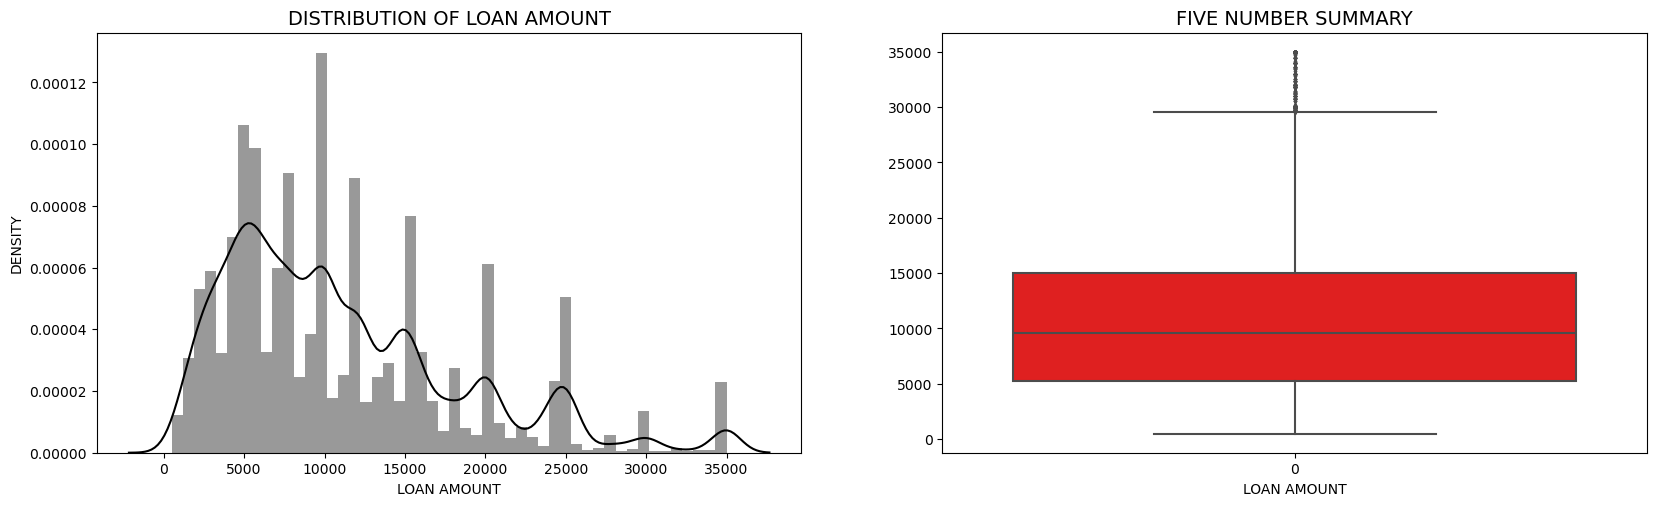 DISTRIBUTION OF LOAN AMOUNT
0.00012
0.00010
0.00008
0.00006
0.00004
0.00002
0.00000
DENSITY
0 5000 10000 15000 20000 25000 30000 35000
LOAN AMOUNT
FIVE NUMBER SUMMARY
35000
30000
25000
20000
15000
10000
5000
0
0
LOAN AMOUNT